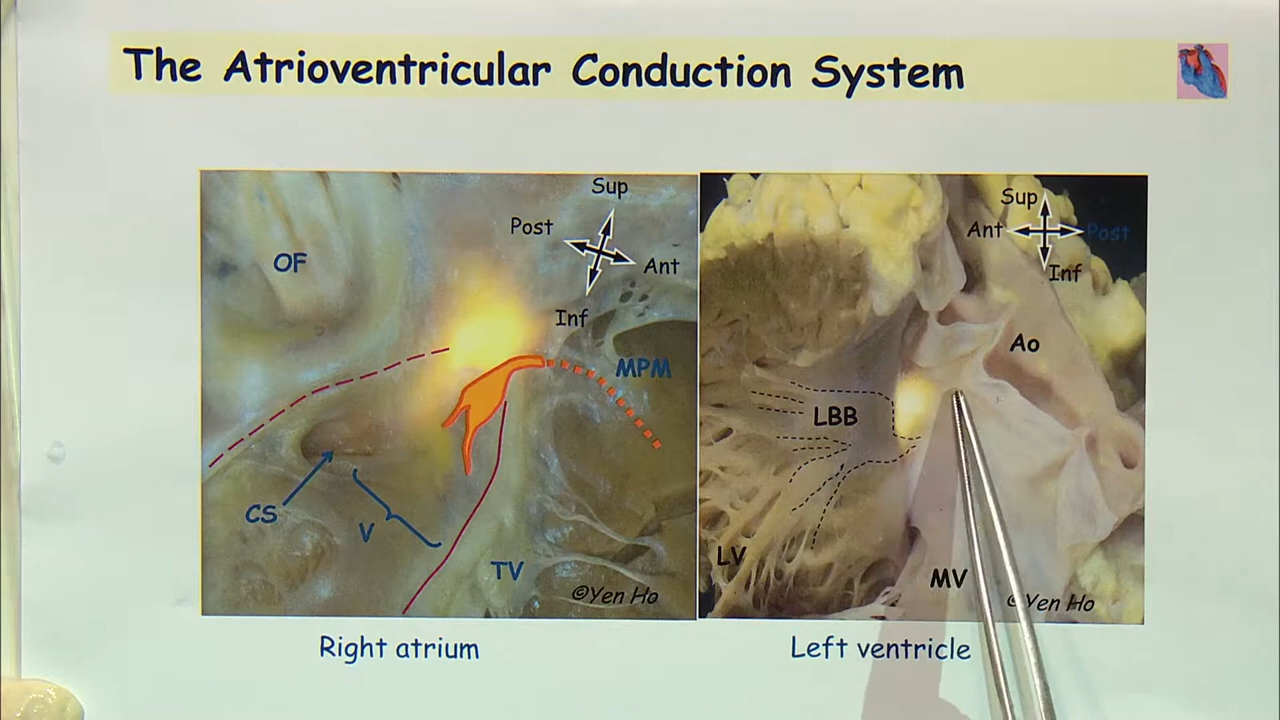 The Atrioventricular Conduction System
OF
Sup
Post
Ant
Inf
MPM
CS
V
TV
©Yen Ho
Sup
Ant
Post
Inf
Ao
LBB
LV
MV
©Yen Ho
Right atrium
Left ventricle